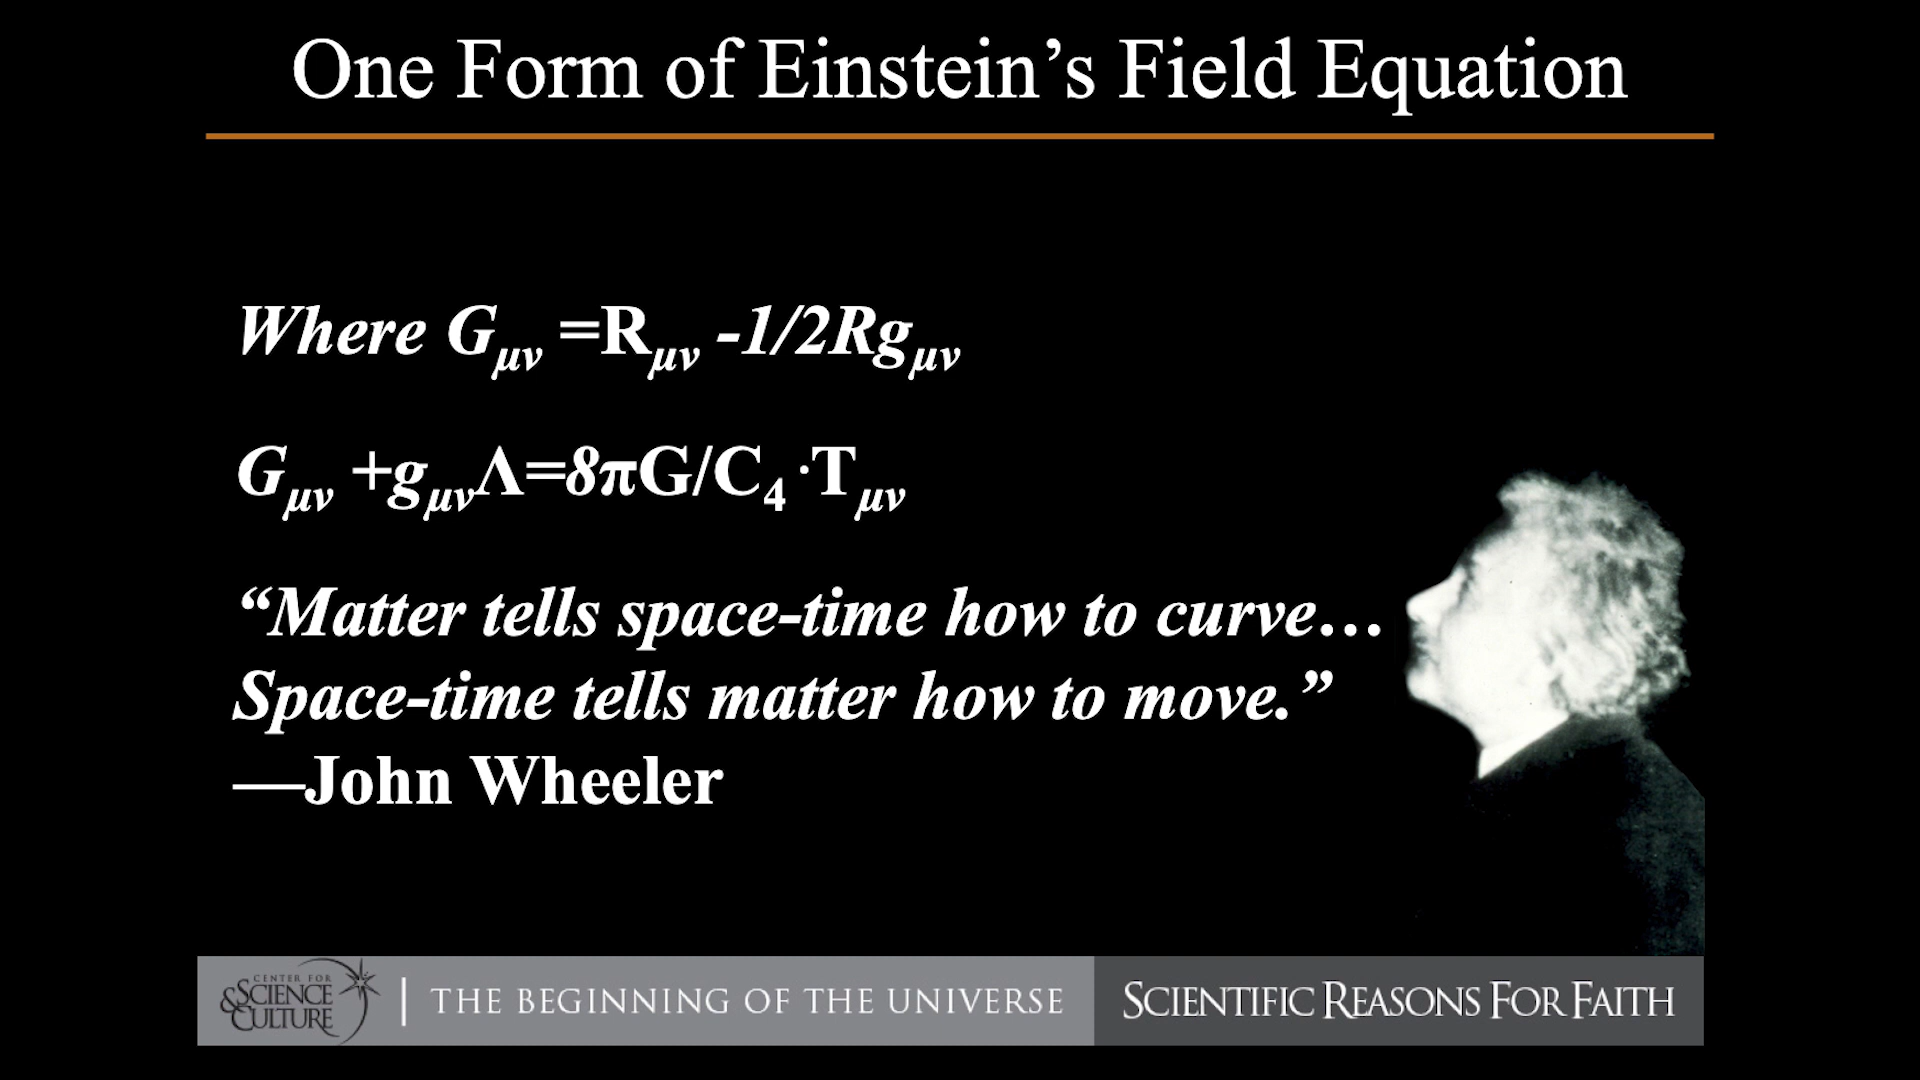 One Form of Einstein’s Field Equation
Where Gμν =Rμν -1/2Rgμν
Gμν +gμνΛ=8πG/C4 ·Tμν
“Matter tells space-time how to curve…
Space-time tells matter how to move.”
—John Wheeler
CENTER FOR
&SCIENCE
CULTURE
THE BEGINNING OF THE UNIVERSE
SCIENTIFIC REASONS FOR FAITH